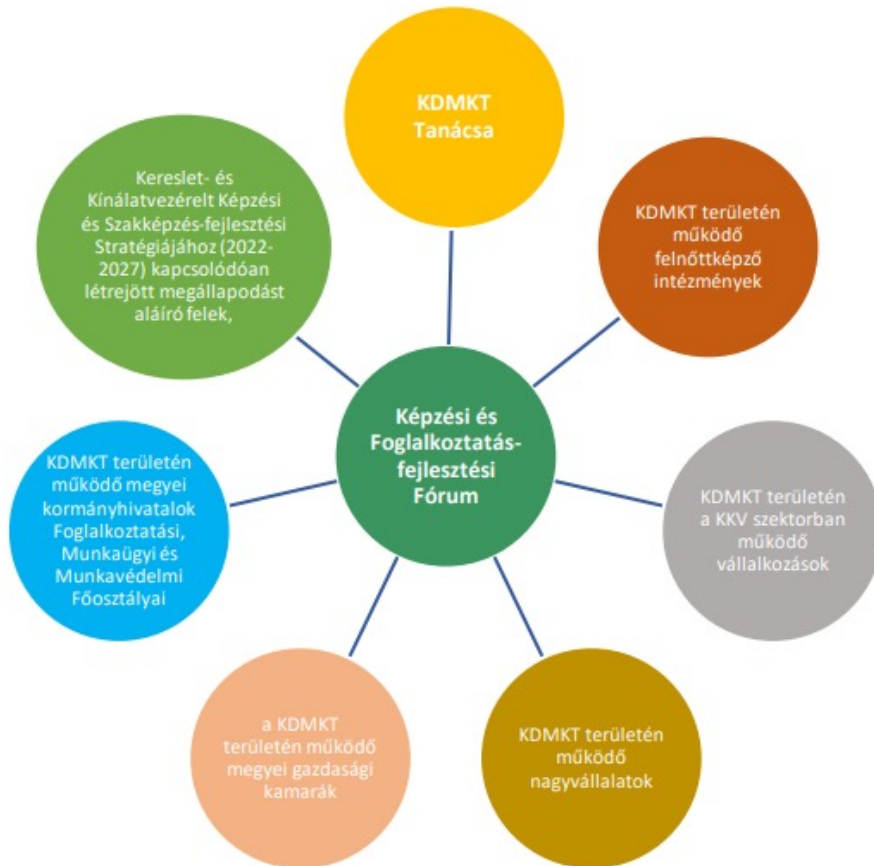 KDMKT
Tanácsa
Kereslet- és
Kínálatvezérelt Képzési
és Szakképzés-fejlesztési
Stratégiájához (2022-
2027) kapcsolódóan
létrejött megállapodást
aláíró felek,
KDMKT területén
működő
felnőttképző
intézmények
Képzési és
Foglalkoztatás-
fejlesztési
Fórum
KDMKT területén
működő megyei
kormányhivatalok
Foglalkoztatási,
Munkaügyi és
Munkavédelmi
Főosztályai
KDMKT területén
a KKV szektorban
működő
vállalkozások
a KDMKT
területén működő
megyei gazdasági
kamarák
KDMKT területén
működő
nagyvállalatok